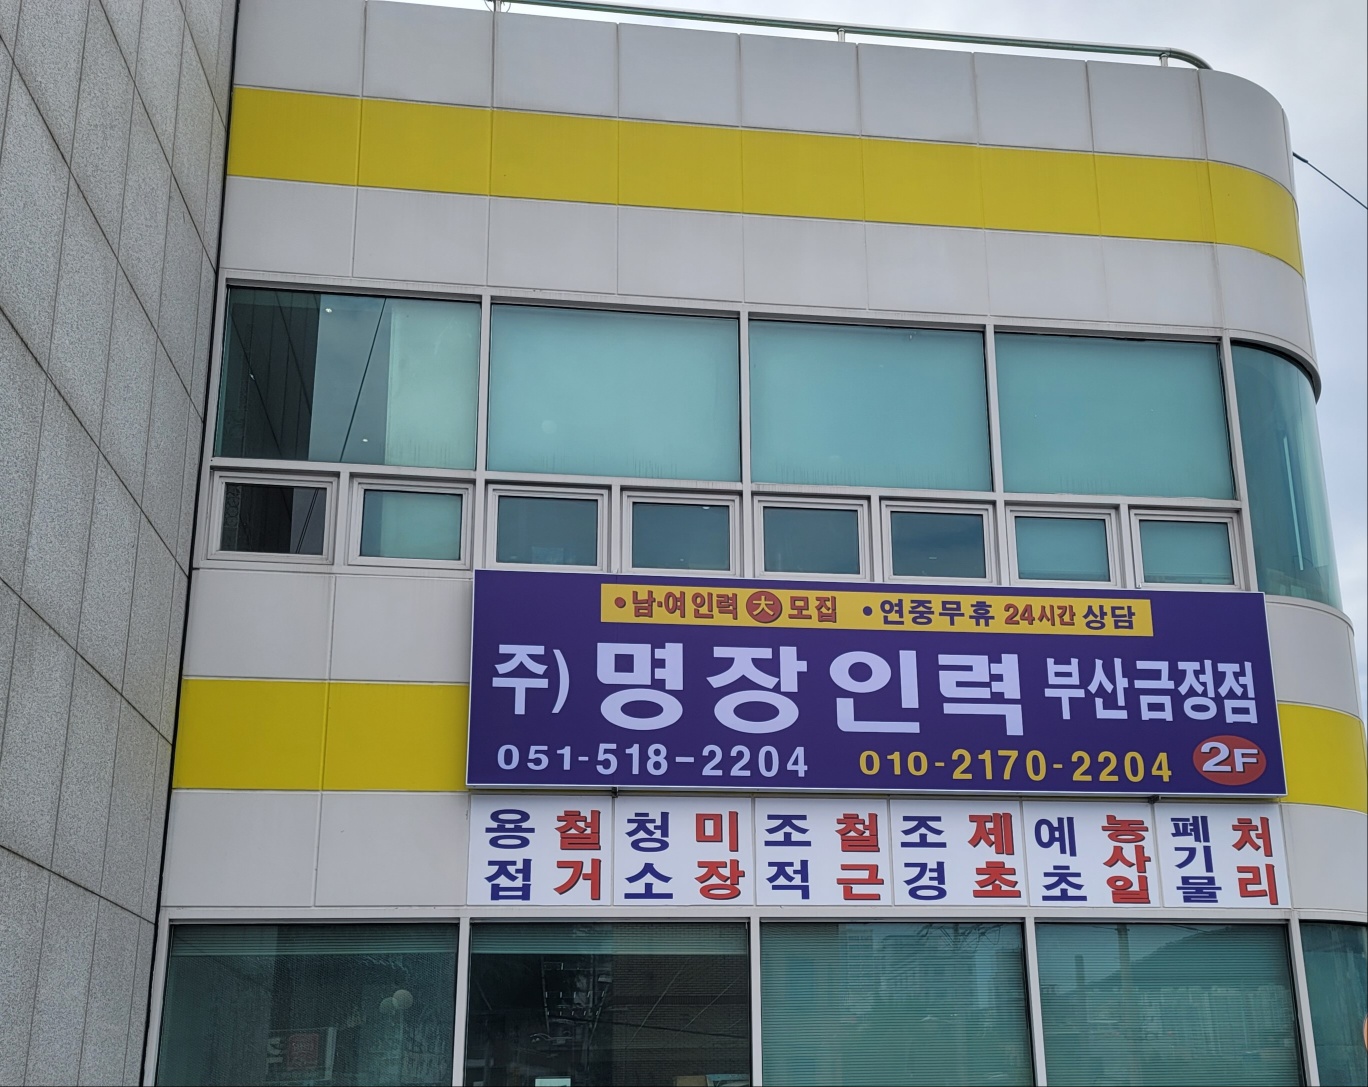 •남·여인력 大 모집 •연중무휴 24시간 상담
주) 명장인력 부산금정점
051-518-2204 010-2170-2204 2F
용접 철거 청소 미장 조적 철근 조경 제초 예초 농사일 폐기물 처리